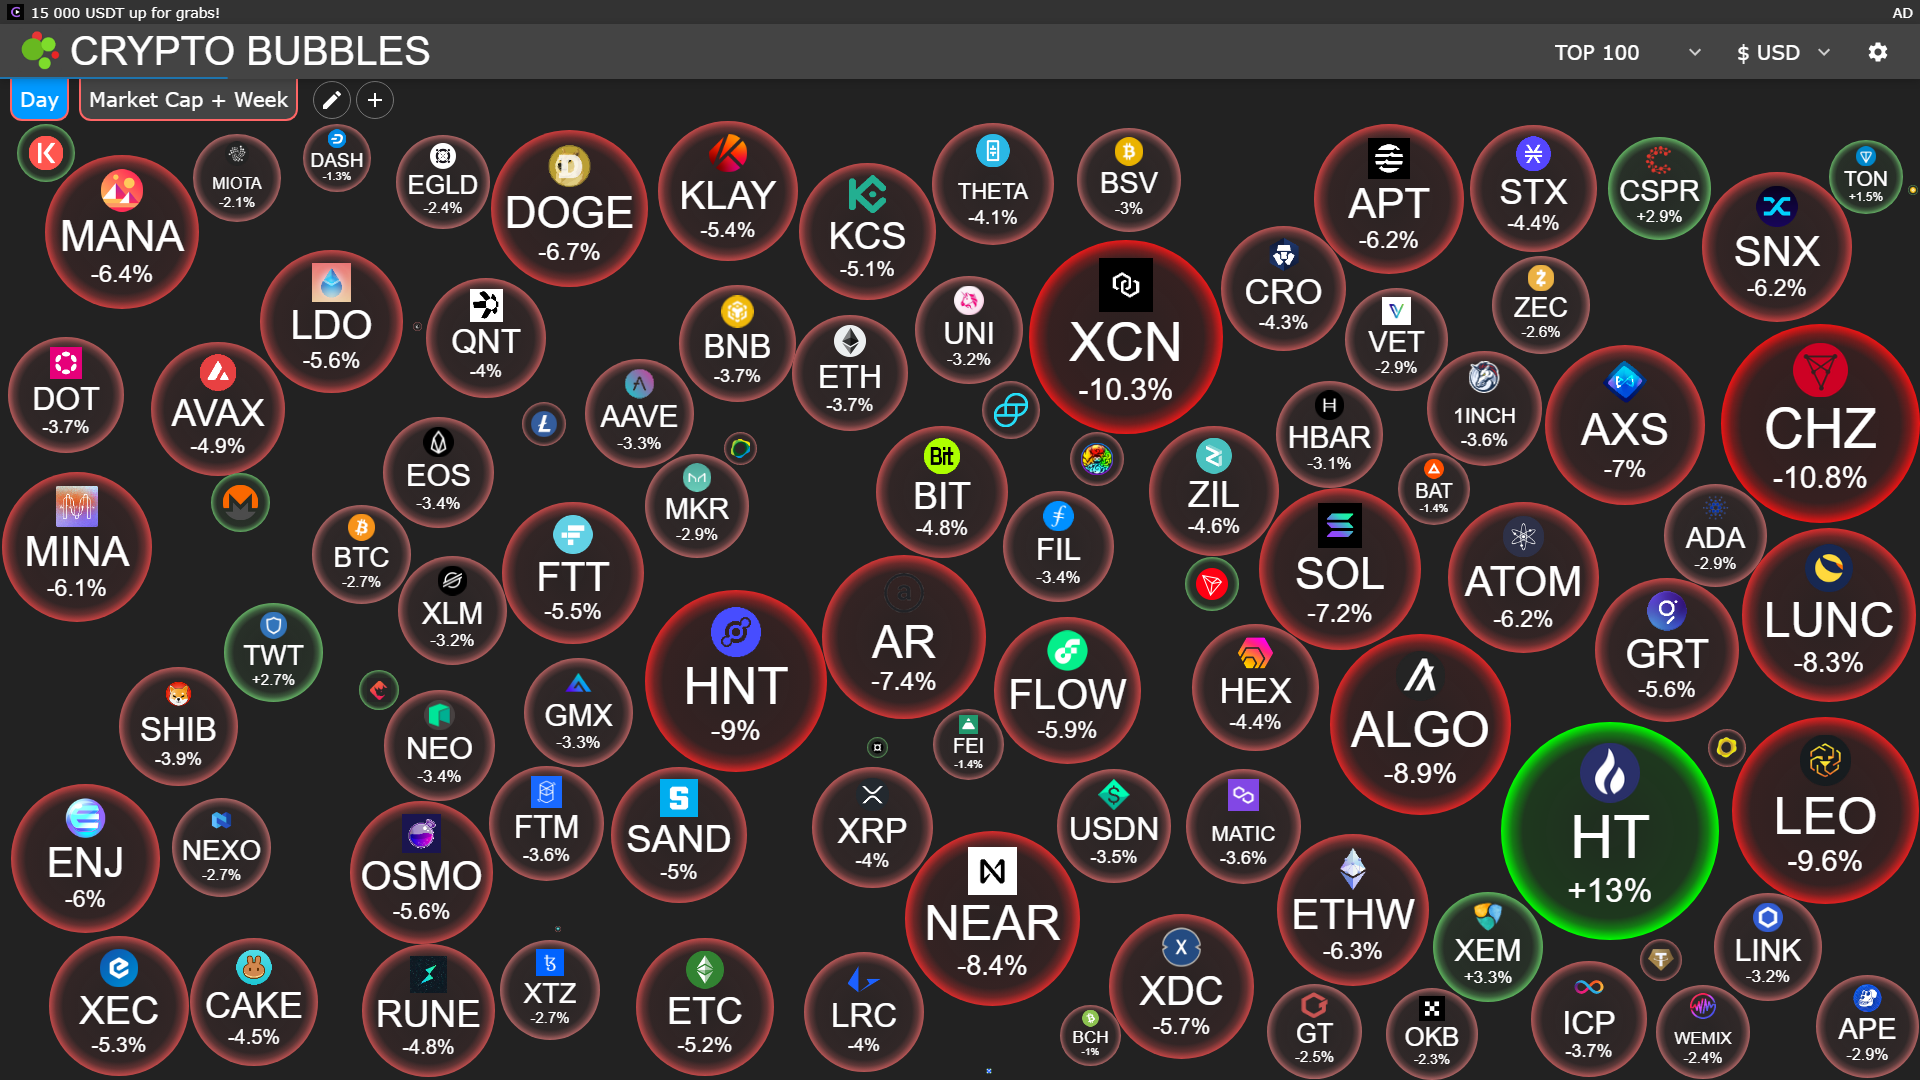 15 000 USDT up for grabs!
AD
CRYPTO BUBBLES
TOP 100
$ USD
Day
Market Cap + Week
MANA
-6.4%
MIOTA
-2.1%
DASH
-1.3%
EGLD
-2.4%
DOGE
-6.7%
KLAY
-5.4%
KCS
-5.1%
THETA
-4.1%
BSV
-3%
APT
-6.2%
STX
-4.4%
CSPR
+2.9%
SNX
-6.2%
TON
+1.5%
LDO
-5.6%
QNT
-4%
BNB
-3.7%
ETH
-3.7%
UNI
-3.2%
XCN
-10.3%
CRO
-4.3%
VET
-2.9%
ZEC
-2.6%
DOT
-3.7%
AVAX
-4.9%
AAVE
-3.3%
HBAR
-3.1%
1INCH
-3.6%
AXS
-7%
CHZ
-10.8%
EOS
-3.4%
MKR
-2.9%
Bit
BIT
-4.8%
ZIL
-4.6%
BAT
-1.4%
MINA
-6.1%
BTC
-2.7%
XLM
-3.2%
FTT
-5.5%
FIL
-3.4%
SOL
-7.2%
ATOM
-6.2%
ADA
-2.9%
LUNC
-8.3%
TWT
+2.7%
HNT
-9%
AR
-7.4%
FLOW
-5.9%
HEX
-4.4%
ALGO
-8.9%
GRT
-5.6%
SHIB
-3.9%
NEO
-3.4%
GMX
-3.3%
FEI
-1.4%
HT
+13%
LEO
-9.6%
ENJ
-6%
NEXO
-2.7%
OSMO
-5.6%
FTM
-3.6%
SAND
-5%
XRP
-4%
NEAR
-8.4%
USDN
-3.5%
MATIC
-3.6%
ETHW
-6.3%
XEM
+3.3%
LINK
-3.2%
XEC
-5.3%
CAKE
-4.5%
RUNE
-4.8%
XTZ
-2.7%
ETC
-5.2%
LRC
-4%
BCH
-1%
XDC
-5.7%
GT
-2.5%
OKB
-2.3%
ICP
-3.7%
WEMIX
-2.4%
APE
-2.9%